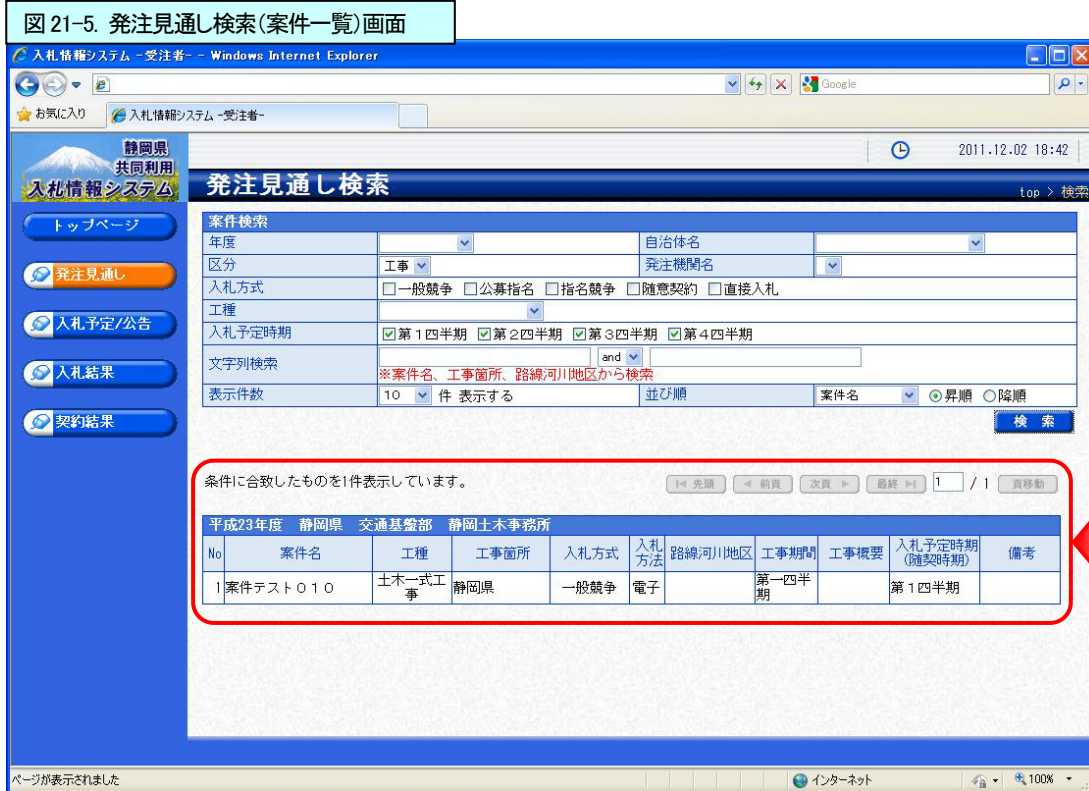 図 21-5. 発注見通し検索(案件一覧)画面
入札情報システム -受注者- - Windows Internet Explorer
Google
お気に入り 入札情報システム -受注者-
静岡県
共同利用
入札情報システム
2011.12.02 18:42
発注見通し検索
top > 検索
トップページ
発注見通し
入札予定/公告
入札結果
契約結果
案件検索
年度 自治体名
区分 工事 発注機関名
入札方式 一般競争 公募指名 指名競争 随意契約 直接入札
工種
入札予定時期 第1四半期 第2四半期 第3四半期 第4四半期
文字列検索 and
※案件名、工事箇所、路線河川地区から検索
表示件数 10 件 表示する 並び順 案件名 昇順 降順
検 索
条件に合致したものを1件表示しています。 先頭 前頁 次頁 最終 1 / 1 頁移動
平成23年度 静岡県 交通基盤部 静岡土木事務所
No 案件名 工種 工事箇所 入札方式 入札方法 路線河川地区 工事期間 工事概要 入札予定時期(随契時期) 備考
1 案件テスト010 土木一式工事 静岡県 一般競争 電子 第一四半期 第1四半期
ページが表示されました インターネット 100%